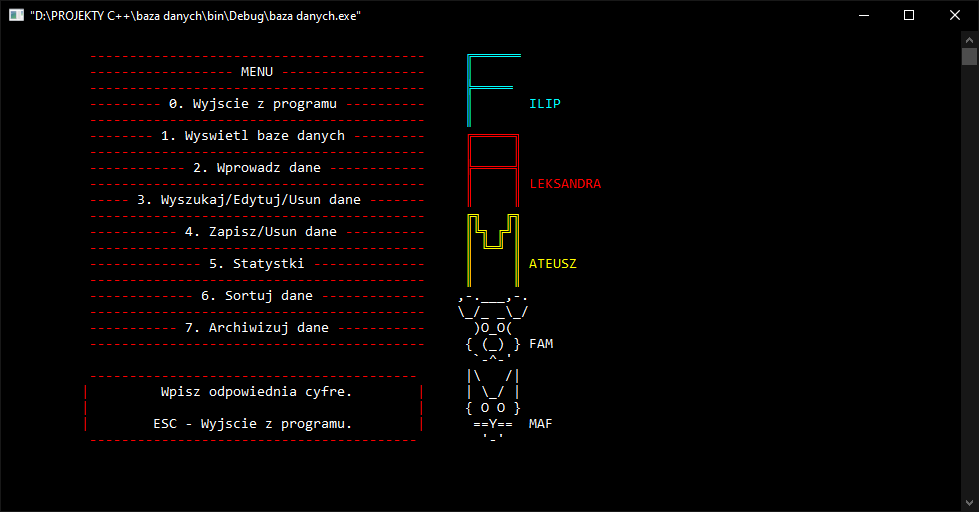 "D:\PROJEKTY C++\baza danych\bin\Debug\baza danych.exe"
MENU
0. Wyjscie z programu
1. Wyswietl baze danych
2. Wprowadz dane
3. Wyszukaj/Edytuj/Usun dane
4. Zapisz/Usun dane
5. Statystki
6. Sortuj dane
7. Archiwizuj dane
Wpisz odpowiednia cyfre.
ESC - Wyjscie z programu.
F ILIP
A LEKSANDRA
M ATEUSZ
FAM
MAF